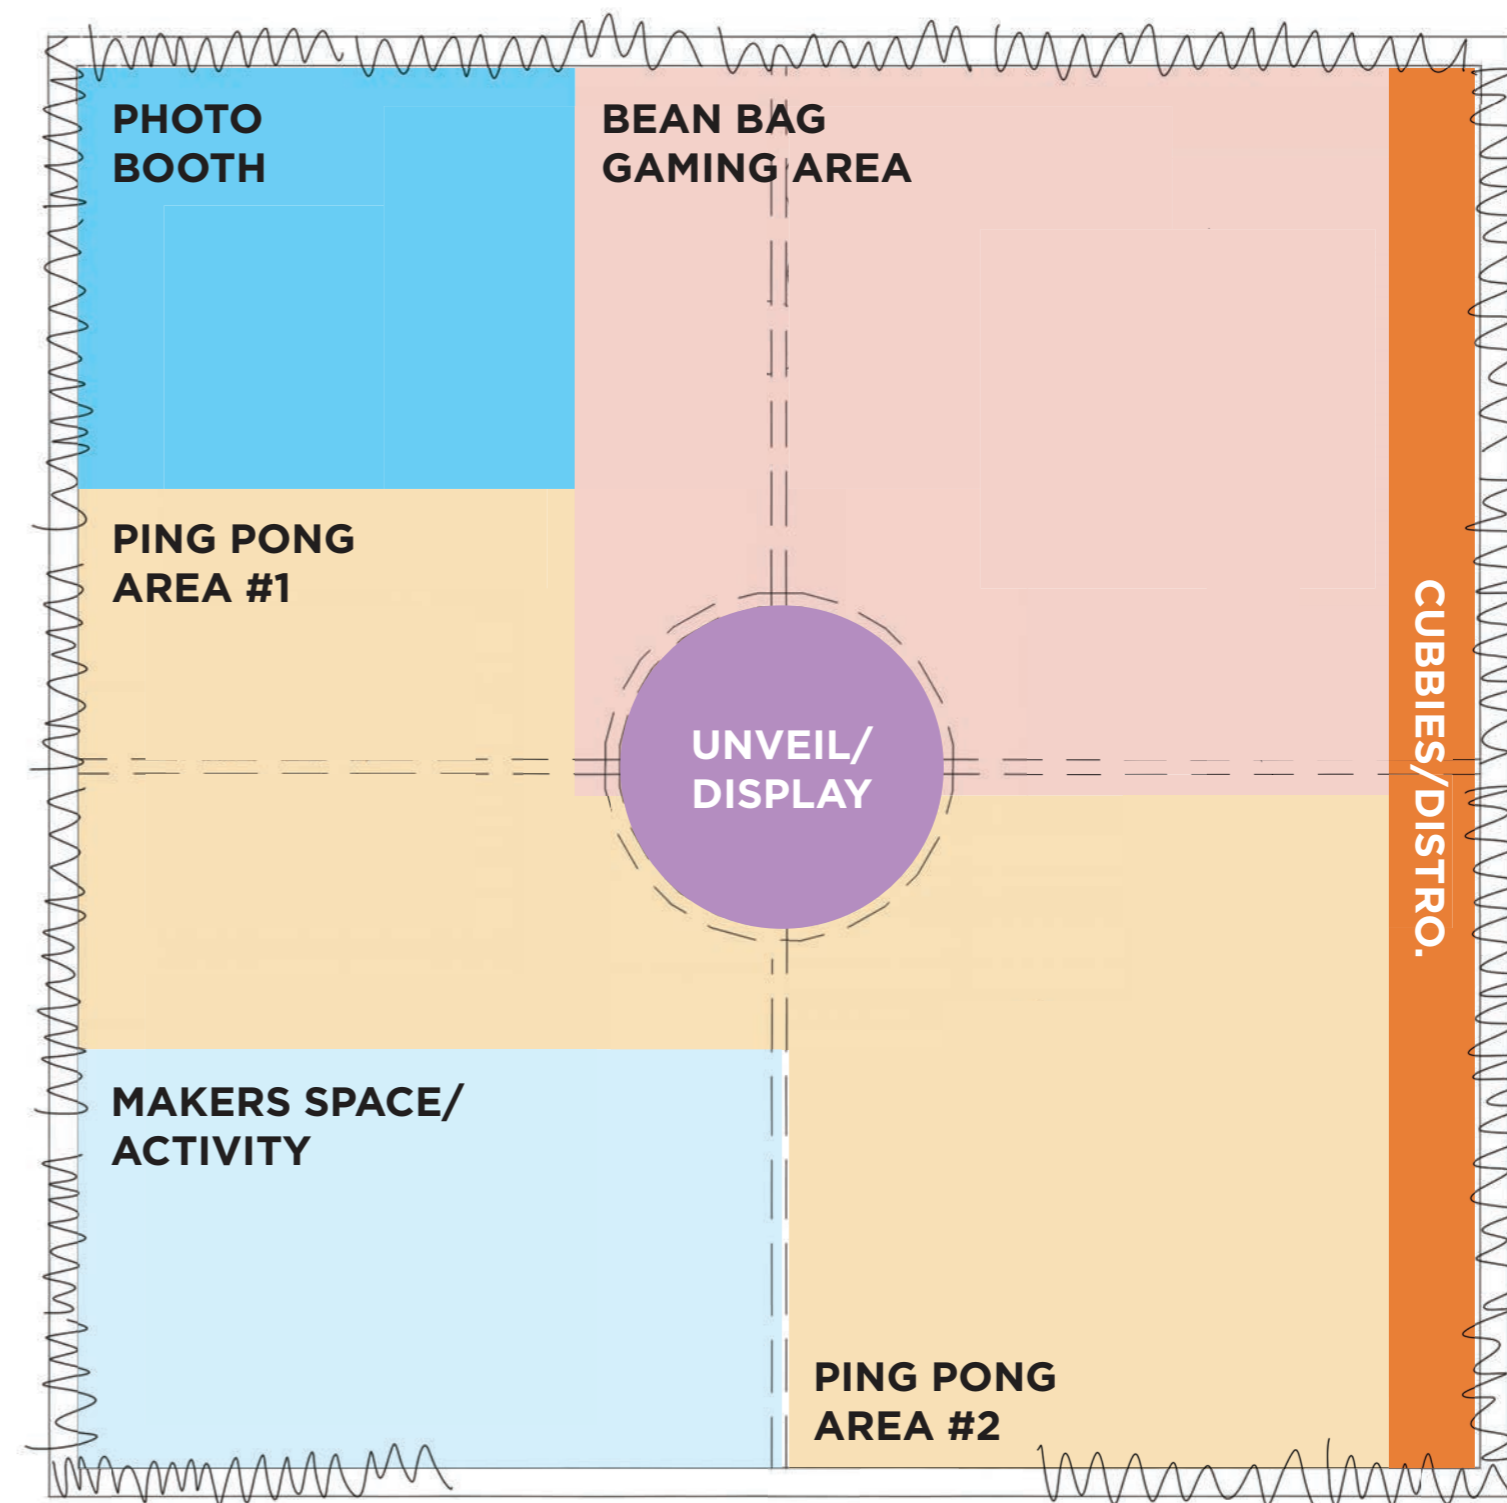 PHOTO
BOOTH
BEAN BAG
GAMING AREA
PING PONG
AREA #1
UNVEIL/
DISPLAY
CUBBIES/DISTRO.
MAKERS SPACE/
ACTIVITY
PING PONG
AREA #2